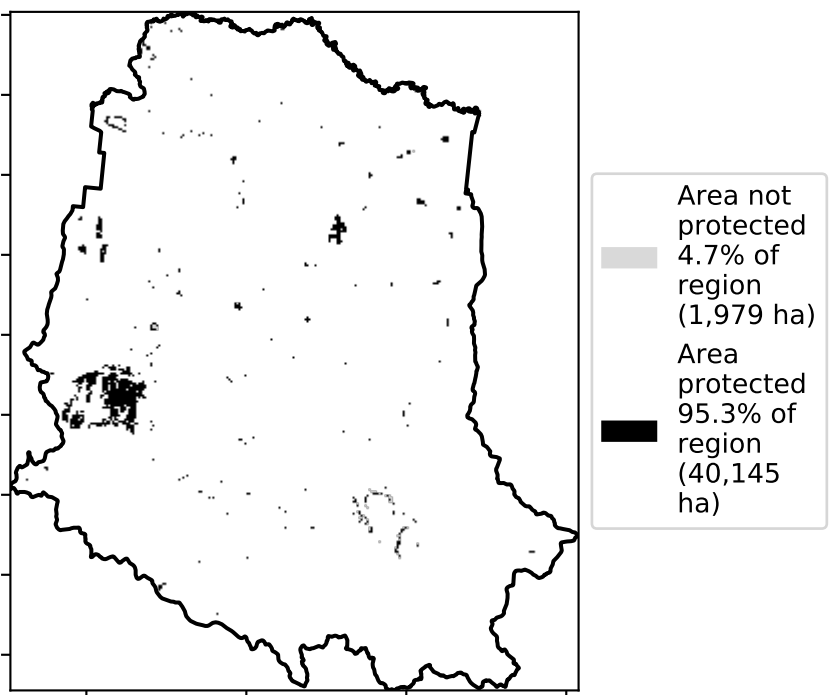 Area not
protected
4.7% of
region
(1,979 ha)
Area
protected
95.3% of
region
(40,145
ha)